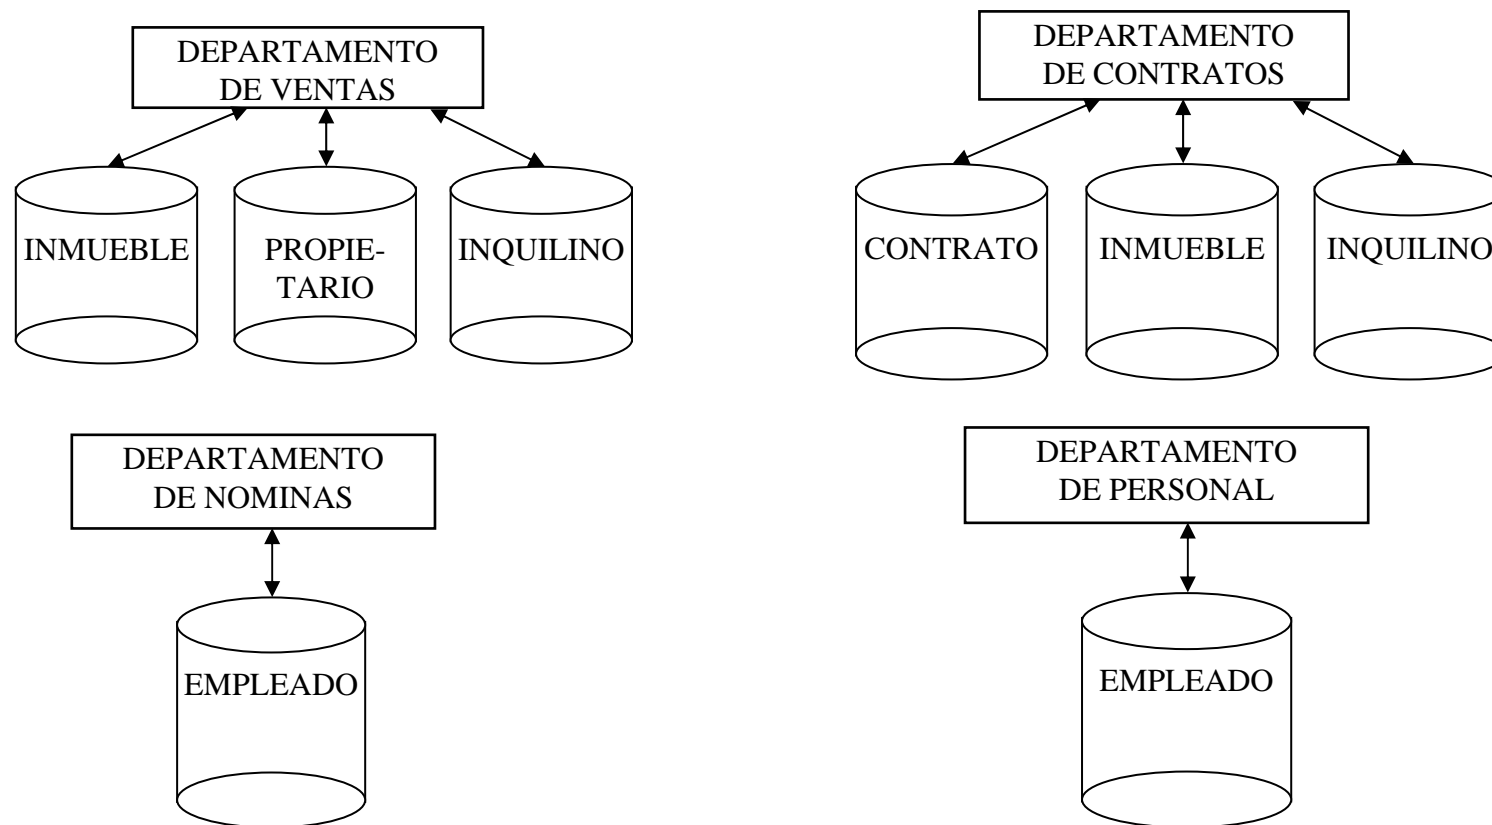 DEPARTAMENTO
DE VENTAS
INMUEBLE
PROPIE-
TARIO
INQUILINO
DEPARTAMENTO
DE CONTRATOS
CONTRATO
INMUEBLE
INQUILINO
DEPARTAMENTO
DE NOMINAS
EMPLEADO
DEPARTAMENTO
DE PERSONAL
EMPLEADO